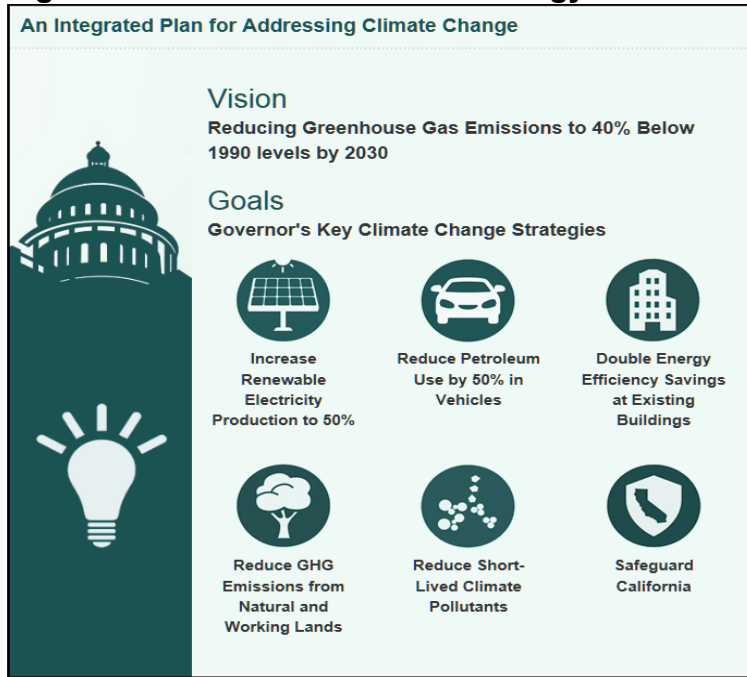 An Integrated Plan for Addressing Climate Change
Vision
Reducing Greenhouse Gas Emissions to 40% Below
1990 levels by 2030
Goals
Governor's Key Climate Change Strategies
Increase
Renewable
Electricity
Production to 50%
Reduce Petroleum
Use by 50% in
Vehicles
Double Energy
Efficiency Savings
at Existing
Buildings
Reduce GHG
Emissions from
Natural and
Working Lands
Reduce Short-
Lived Climate
Pollutants
Safeguard
California